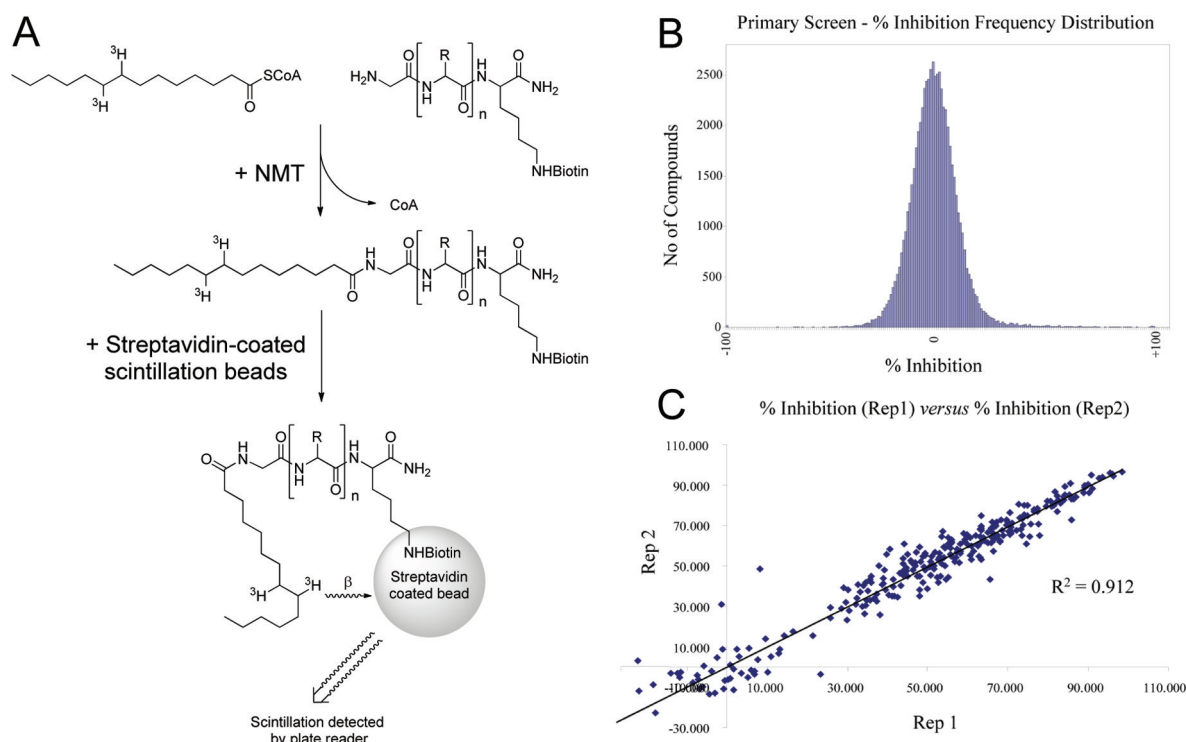 A
³H
³H
SCoA
O
H₂N
O
N
H
R
O
n
H
N
O
NH₂
NHBiotin
+ NMT
CoA
³H
³H
O
H
N
O
N
H
R
O
n
H
N
O
NH₂
NHBiotin
+ Streptavidin-coated
scintillation beads
O
H
N
O
N
H
R
O
n
H
N
O
NH₂
NHBiotin
Streptavidin
coated bead
³H
³H
β
Scintillation detected
by plate reader
B
Primary Screen - % Inhibition Frequency Distribution
No of Compounds
2500
2000
1500
1000
500
0
-100
0
+100
% Inhibition
C
% Inhibition (Rep1) versus % Inhibition (Rep2)
Rep 2
110.000
90.000
70.000
50.000
30.000
10.000
-30.000
-10.000
10.000
30.000
50.000
70.000
90.000
110.000
R² = 0.912
Rep 1